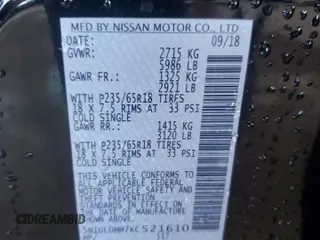 MFD BY NISSAN MOTOR CO., LTD.
DATE: 09/18
GVWR: 2715 KG
5986 LB
GAWR FR.: 1325 KG
2921 LB
WITH P235/65R18 TIRES
18 X 7.5 RIMS AT 33 PSI
COLD SINGLE
GAWR RR.: 1415 KG
3120 LB
WITH P235/65R18 TIRES
18 X 7.5 RIMS AT 33 PSI
COLD SINGLE
THIS VEHICLE CONFORMS TO ALL
APPLICABLE FEDERAL MOTOR
VEHICLE SAFETY, THEFT
PREVENTION STANDARDS IN EFFECT
ON THE DATE OF MANUFACTURE
SHOWN ABOVE.
521610
MPV
DREAMBID